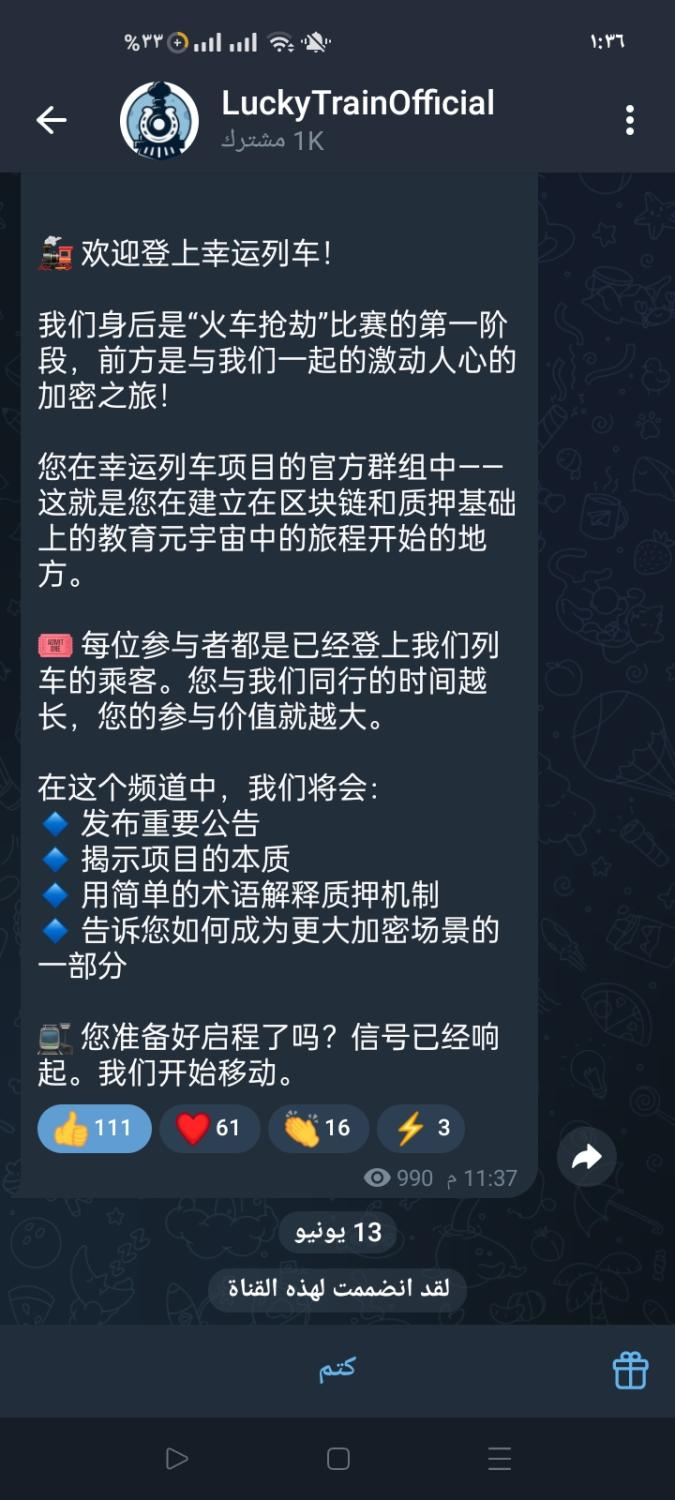 %٣٣
١:٣٦
LuckyTrainOfficial
1K مشترك
欢迎登上幸运列车！
我们身后是“火车抢劫”比赛的第一阶
段，前方是与我们一起的激动人心的
加密之旅！
您在幸运列车项目的官方群组中——
这就是您在建立在区块链和质押基础
上的教育元宇宙中的旅程开始的地
方。
ADMIT ONE
每位参与者都是已经登上我们列
车的乘客。您与我们同行的时间越
长，您的参与价值就越大。
在这个频道中，我们将会：
发布重要公告
揭示项目的本质
用简单的术语解释质押机制
告诉您如何成为更大加密场景的
一部分
您准备好启程了吗？信号已经响
起。我们开始移动。
111 61 16 3
990 11:37 م
13 يونيو
لقد انضممت لهذه القناة
كتم